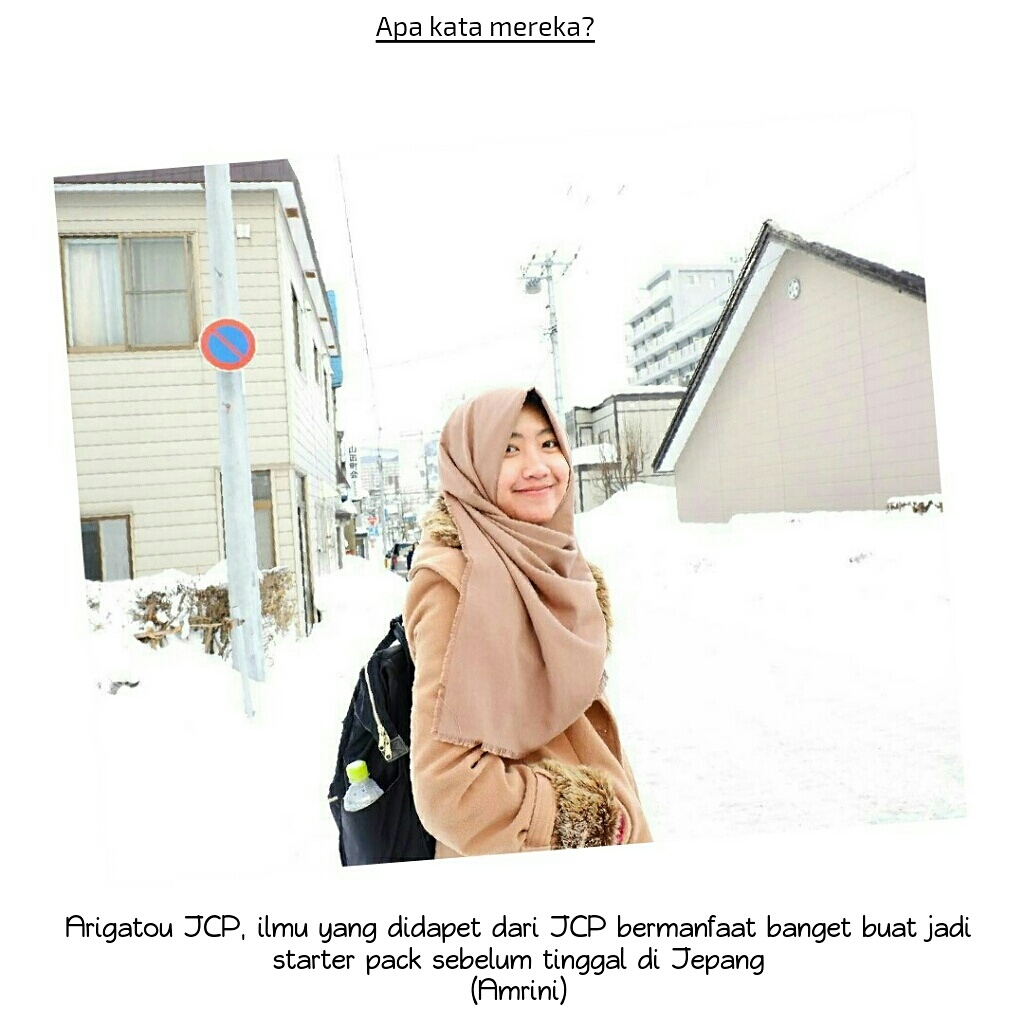 Apa kata mereka?
Arigatou JCP, ilmu yang didapet dari JCP bermanfaat banget buat jadi
starter pack sebelum tinggal di Jepang
(Amrini)